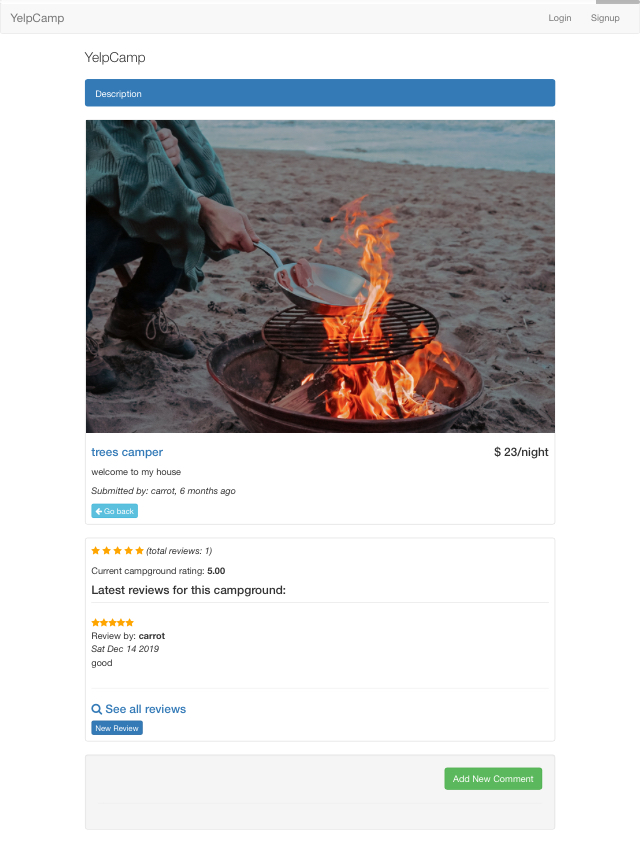 YelpCamp
Login
Signup
YelpCamp
Description
trees camper
$ 23/night
welcome to my house
Submitted by: carrot, 6 months ago
Go back
(total reviews: 1)
Current campground rating: 5.00
Latest reviews for this campground:
Review by: carrot
Sat Dec 14 2019
good
See all reviews
New Review
Add New Comment